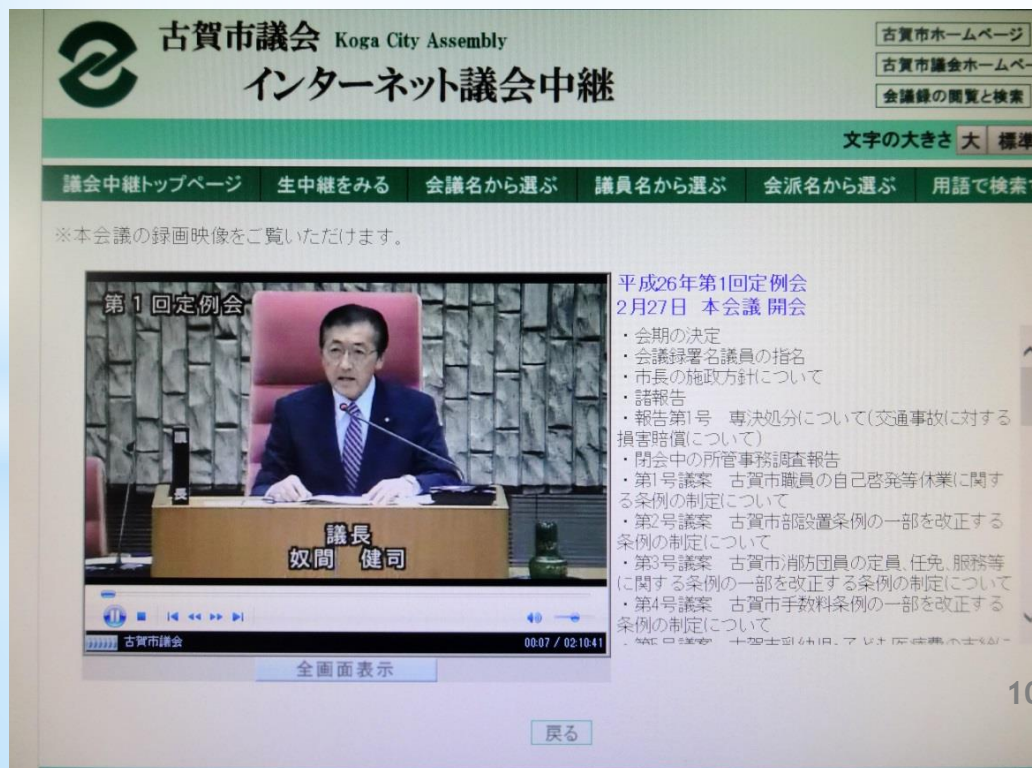 古賀市議会 Koga City Assembly
インターネット議会中継
古賀市ホームページ
古賀市議会ホームペー
会議録の閲覧と検索
文字の大きさ 大 標準
議会中継トップページ 生中継をみる 会議名から選ぶ 議員名から選ぶ 会派名から選ぶ 用語で検索
※本会議の録画映像をご覧いただけます。
第1回定例会
議長
議長
奴間 健司
古賀市議会 00:07 / 02:10:41
全画面表示
平成26年第1回定例会
2月27日 本会議 開会
・会期の決定
・会議録署名議員の指名
・市長の施政方針について
・諸報告
・報告第1号 専決処分について(交通事故に対する
損害賠償について)
・閉会中の所管事務調査報告
・第1号議案 古賀市職員の自己啓発等休業に関す
る条例の制定について
・第2号議案 古賀市部設置条例の一部を改正する
条例の制定について
・第3号議案 古賀市消防団員の定員、任免、服務等
に関する条例の一部を改正する条例の制定について
・第4号議案 古賀市手数料条例の一部を改正する
条例の制定について
戻る
10